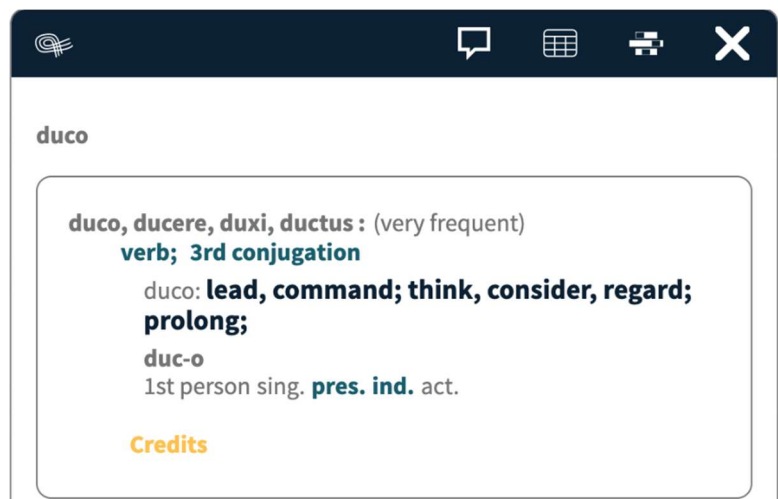 duco
duco, ducere, duxi, ductus : (very frequent)
verb; 3rd conjugation
duco: lead, command; think, consider, regard;
prolong;
duc-o
1st person sing. pres. ind. act.
Credits